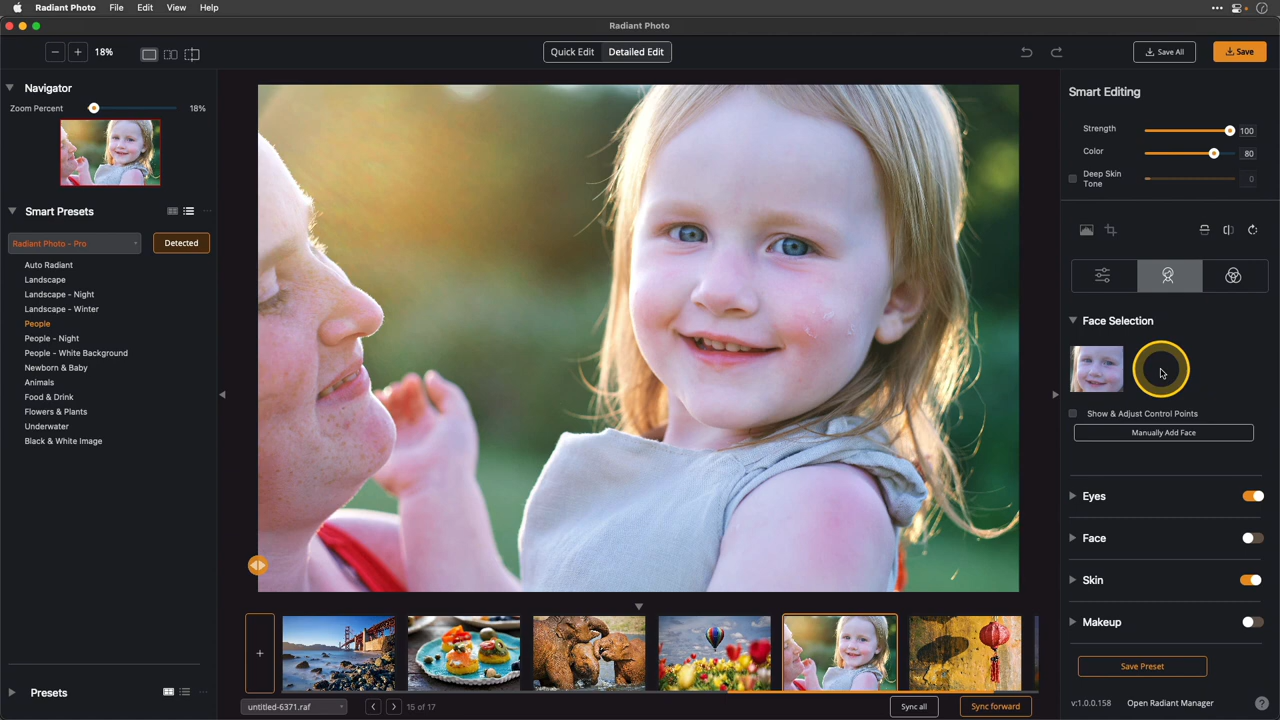 Radiant Photo File Edit View Help
Radiant Photo
18%
Quick Edit Detailed Edit
Save All
Save
Navigator
Zoom Percent 18%
Smart Presets
Radiant Photo - Pro
Detected
Auto Radiant
Landscape
Landscape - Night
Landscape - Winter
People
People - Night
People - White Background
Newborn & Baby
Animals
Food & Drink
Flowers & Plants
Underwater
Black & White Image
Presets
untitled-6371.raf
15 of 17
Sync all
Sync forward
Smart Editing
Strength 100
Color 80
Deep Skin
Tone 0
Face Selection
Show & Adjust Control Points
Manually Add Face
Eyes
Face
Skin
Makeup
Save Preset
v:1.0.0.158 Open Radiant Manager